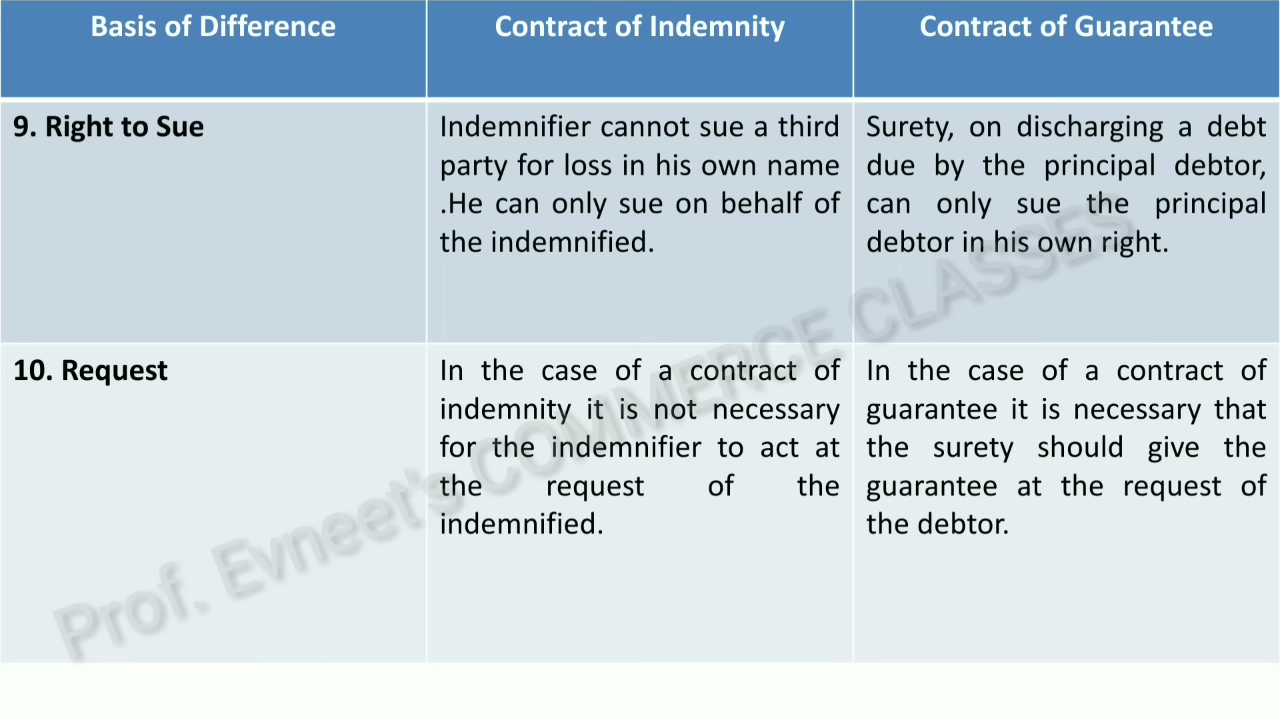 Basis of Difference
Contract of Indemnity
Contract of Guarantee
9. Right to Sue
Indemnifier cannot sue a third
party for loss in his own name
.He can only sue on behalf of
the indemnified.
Surety, on discharging a debt
due by the principal debtor,
can only sue the principal
debtor in his own right.
10. Request
In the case of a contract of
indemnity it is not necessary
for the indemnifier to act at
the request of the
indemnified.
In the case of a contract of
guarantee it is necessary that
the surety should give the
guarantee at the request of
the debtor.
Prof. Evneet's COMMERCE CLASSES